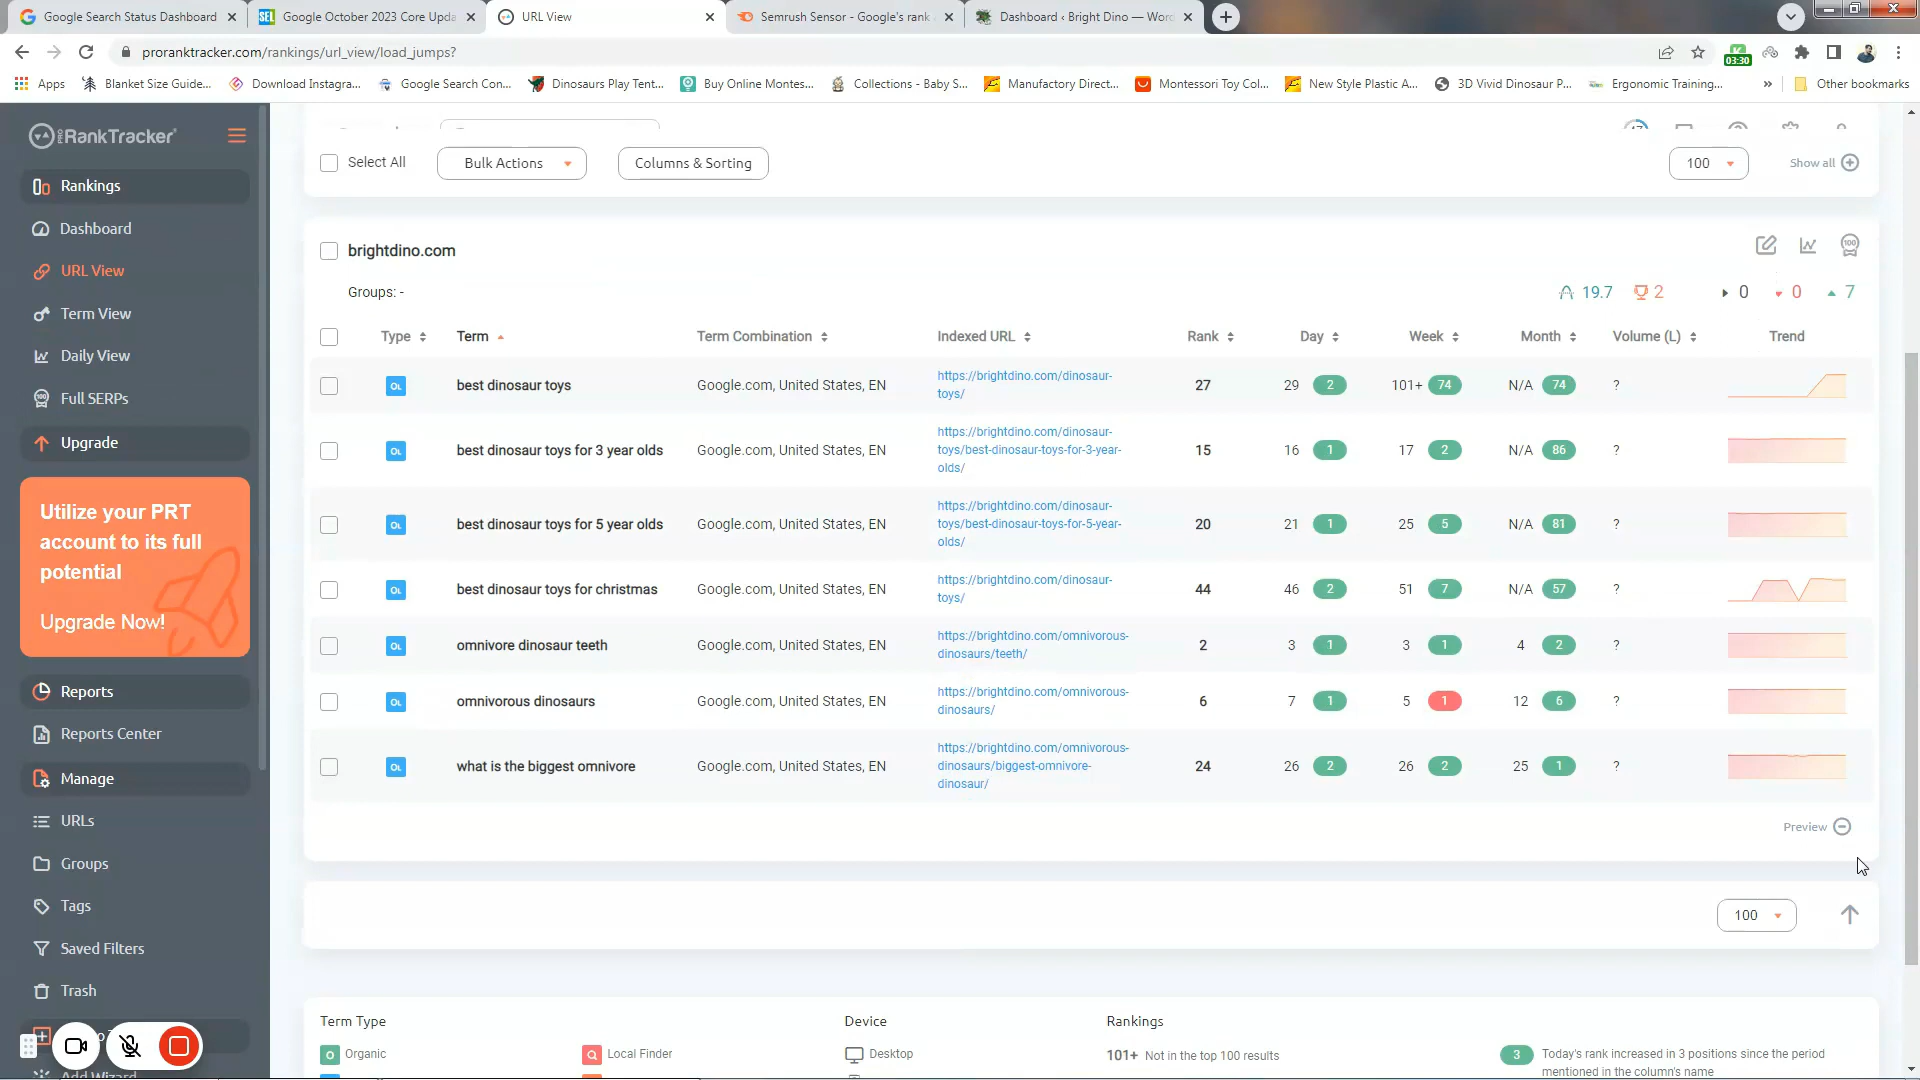 Google Search Status Dashboard
Google October 2023 Core Upda
URL View
Semrush Sensor - Google's rank
Dashboard ‹ Bright Dino — Wor
proranktracker.com/rankings/url_view/load_jumps?
03:30
Apps
Blanket Size Guide...
Download Instagra...
Google Search Con...
Dinosaurs Play Tent...
Buy Online Montes...
Collections - Baby S...
Manufactory Direct...
Montessori Toy Col...
New Style Plastic A...
3D Vivid Dinosaur P...
Ergonomic Training...
»
Other bookmarks
PRO RankTracker
Rankings
Dashboard
URL View
Term View
Daily View
Full SERPs
Upgrade
Utilize your PRT
account to its full
potential
Upgrade Now!
Reports
Reports Center
Manage
URLs
Groups
Tags
Saved Filters
Trash
Add Wizard
Select All
Bulk Actions
Columns & Sorting
100
Show all
brightdino.com
Groups: -
19.7
2
0
0
7
Type
Term
Term Combination
Indexed URL
Rank
Day
Week
Month
Volume (L)
Trend
OL best dinosaur toys Google.com, United States, EN https://brightdino.com/dinosaur-
toys/
27 29 2 101+ 74 N/A 74 ?
OL best dinosaur toys for 3 year olds Google.com, United States, EN https://brightdino.com/dinosaur-
toys/best-dinosaur-toys-for-3-year-
olds/
15 16 1 17 2 N/A 86 ?
OL best dinosaur toys for 5 year olds Google.com, United States, EN https://brightdino.com/dinosaur-
toys/best-dinosaur-toys-for-5-year-
olds/
20 21 1 25 5 N/A 81 ?
OL best dinosaur toys for christmas Google.com, United States, EN https://brightdino.com/dinosaur-
toys/
44 46 2 51 7 N/A 57 ?
OL omnivore dinosaur teeth Google.com, United States, EN https://brightdino.com/omnivorous-
dinosaurs/teeth/
2 3 1 3 1 4 2 ?
OL omnivorous dinosaurs Google.com, United States, EN https://brightdino.com/omnivorous-
dinosaurs/
6 7 1 5 1 12 6 ?
OL what is the biggest omnivore Google.com, United States, EN https://brightdino.com/omnivorous-
dinosaurs/biggest-omnivore-
dinosaur/
24 26 2 26 2 25 1 ?
Preview
100
Term Type
Device
Rankings
O Organic
Local Finder
Desktop
101+ Not in the top 100 results
3 Today's rank increased in 3 positions since the period
mentioned in the column's name